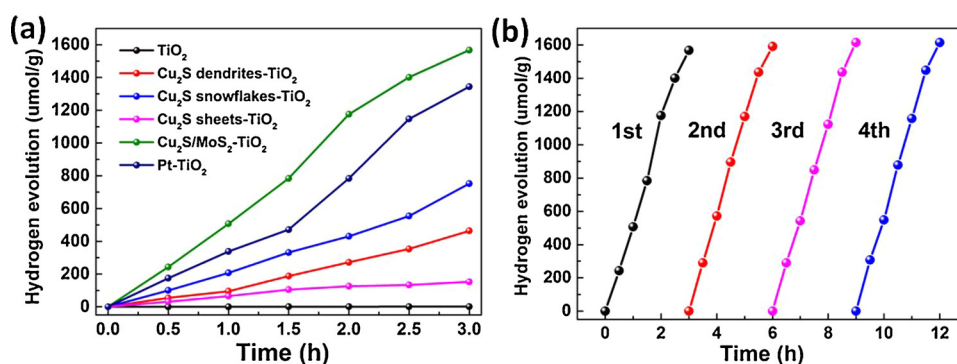 (a)
Hydrogen evolution (umol/g)
1600
1400
1200
1000
800
600
400
200
0
TiO₂
Cu₂S dendrites-TiO₂
Cu₂S snowflakes-TiO₂
Cu₂S sheets-TiO₂
Cu₂S/MoS₂-TiO₂
Pt-TiO₂
0.0 0.5 1.0 1.5 2.0 2.5 3.0
Time (h)
(b)
Hydrogen evolution (umol/g)
1600
1400
1200
1000
800
600
400
200
0
1st 2nd 3rd 4th
0 2 4 6 8 10 12
Time (h)